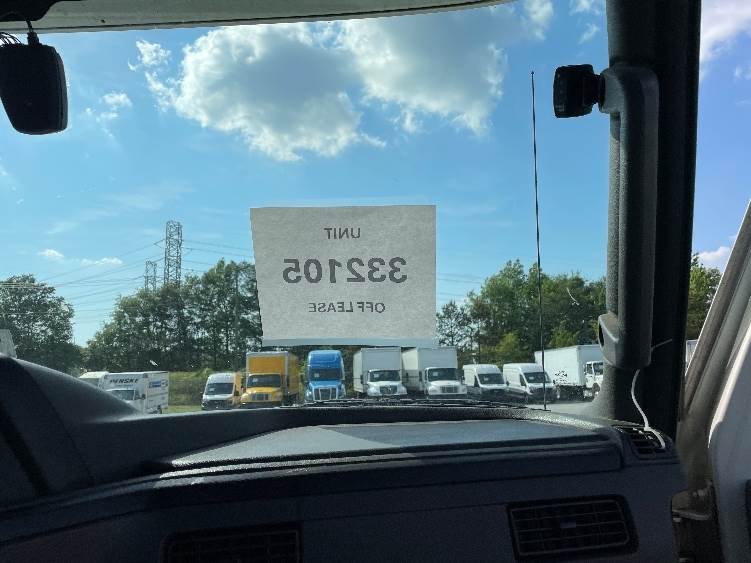 UNIT
332105
OFF LEASE
PENSKE